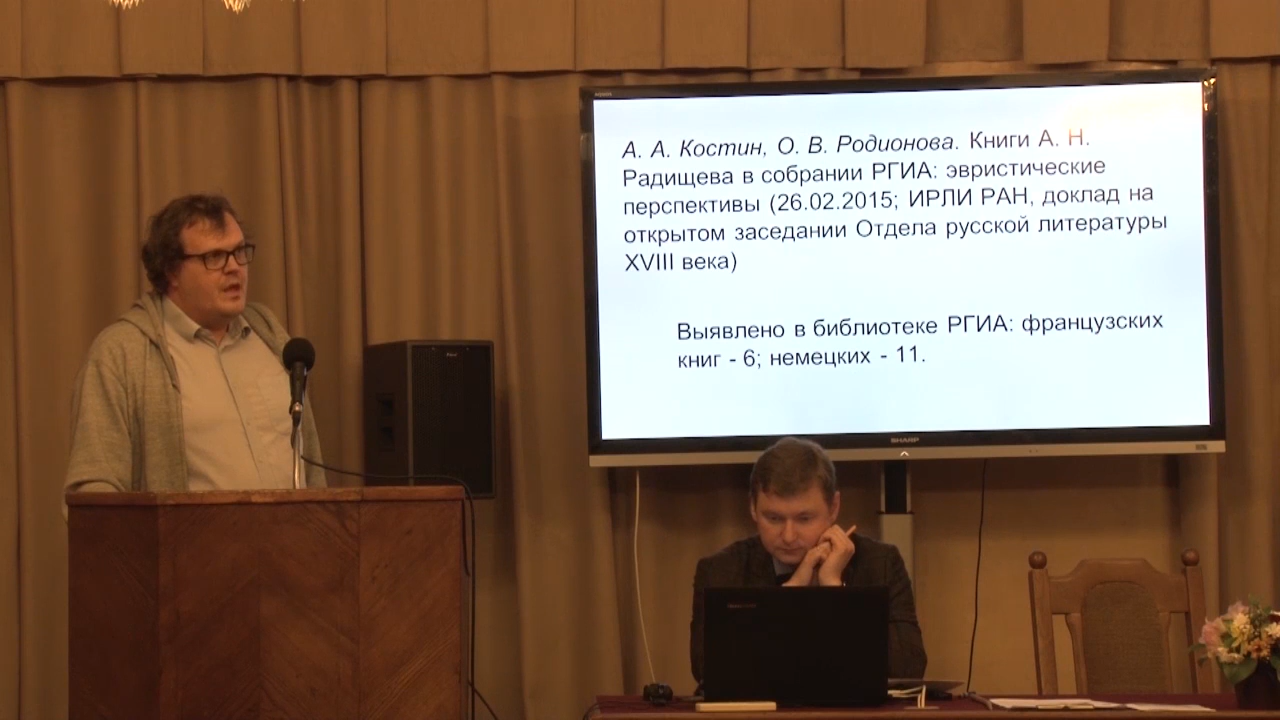 А. А. Костин, О. В. Родионова. Книги А. Н.
Радищева в собрании РГИА: эвристические
перспективы (26.02.2015; ИРЛИ РАН, доклад на
открытом заседании Отдела русской литературы
XVIII века)
Выявлено в библиотеке РГИА: французских
книг - 6; немецких - 11.
SHARP